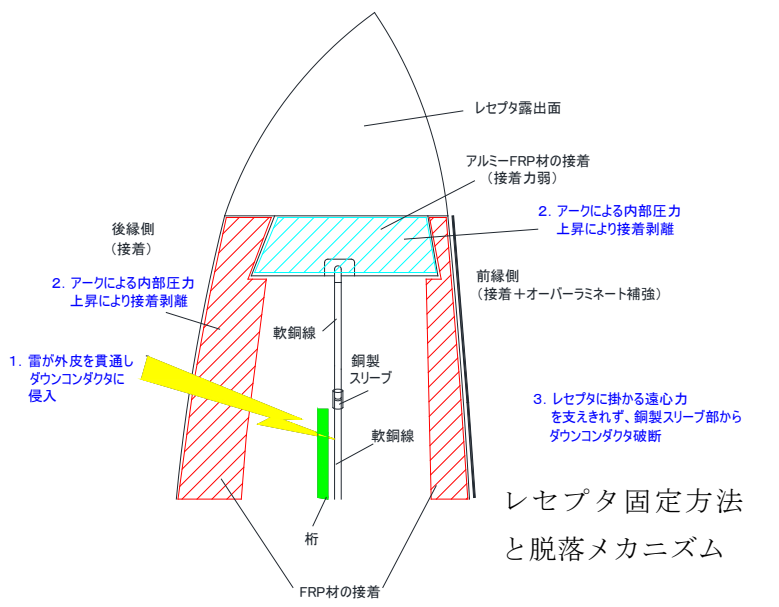 レセプタ露出面
アルミーFRP材の接着
（接着力弱）
2. アークによる内部圧力
上昇により接着剥離
後縁側
（接着）
2. アークによる内部圧力
上昇により接着剥離
前縁側
（接着＋オーバーラミネート補強）
軟銅線
1. 雷が外皮を貫通し
ダウンコンダクタに
侵入
銅製
スリーブ
3. レセプタに掛かる遠心力
を支えきれず、銅製スリーブ部から
ダウンコンダクタ破断
軟銅線
レセプタ固定方法
と脱落メカニズム
桁
FRP材の接着